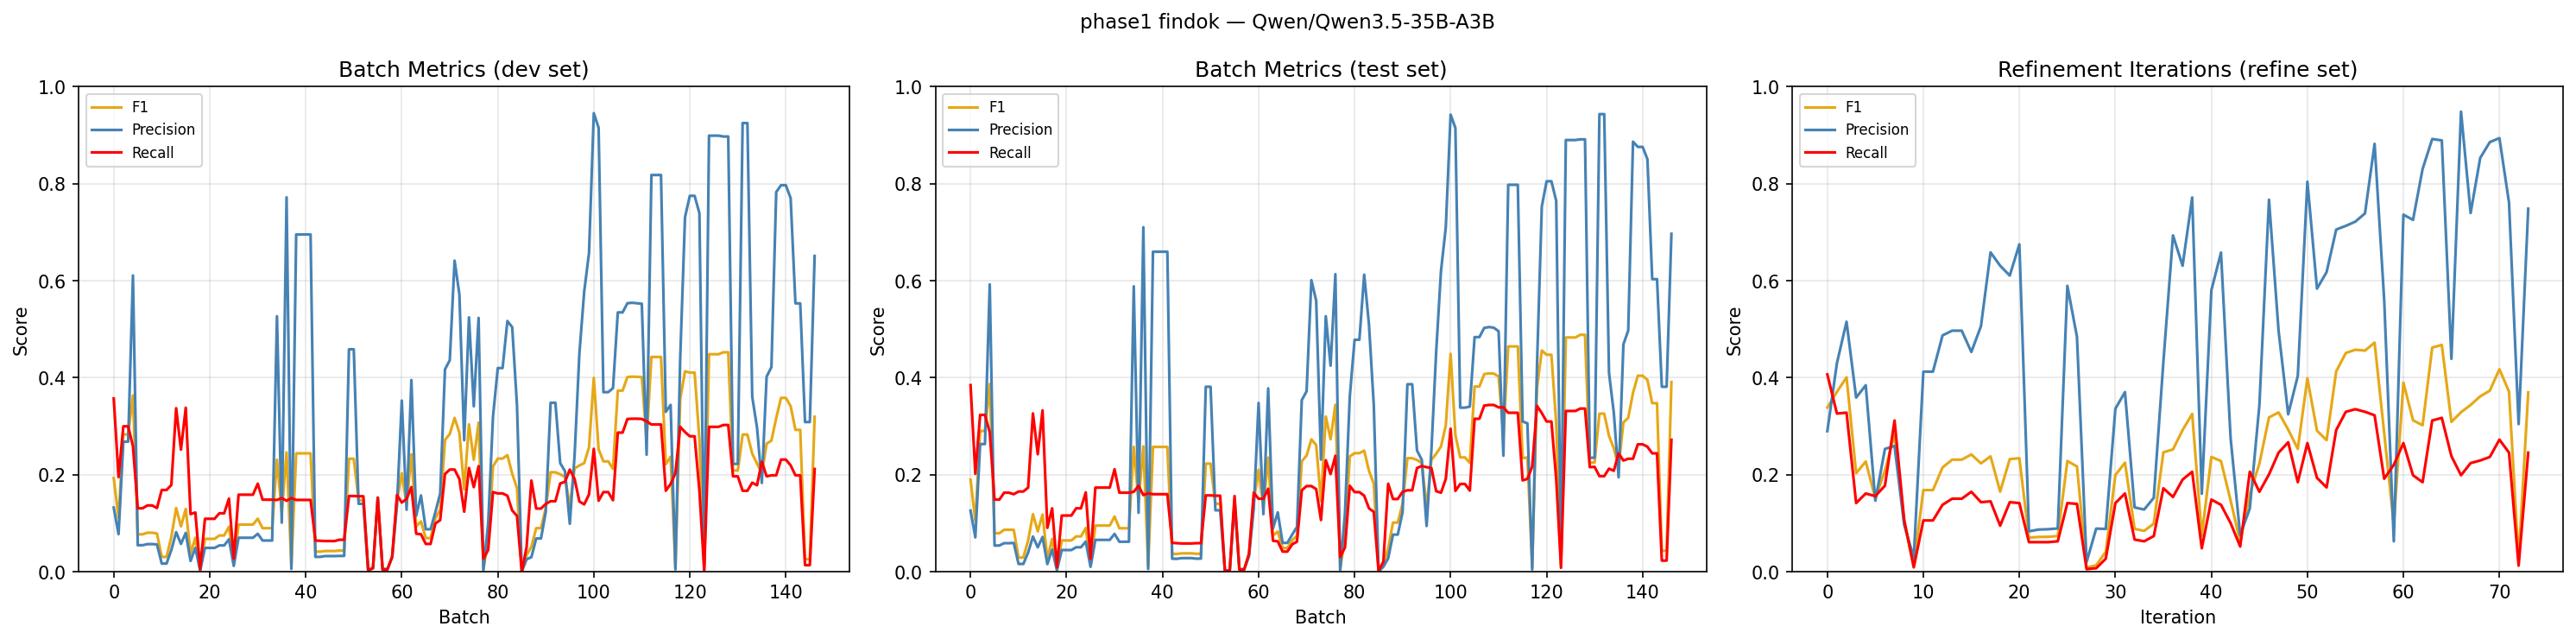 phase1 findok — Qwen/Qwen3.5-35B-A3B
Batch Metrics (dev set)
1.0
0.8
0.6
0.4
0.2
0.0
Score
F1
Precision
Recall
0 20 40 60 80 100 120 140
Batch
Batch Metrics (test set)
1.0
0.8
0.6
0.4
0.2
0.0
Score
F1
Precision
Recall
0 20 40 60 80 100 120 140
Batch
Refinement Iterations (refine set)
1.0
0.8
0.6
0.4
0.2
0.0
Score
F1
Precision
Recall
0 10 20 30 40 50 60 70
Iteration